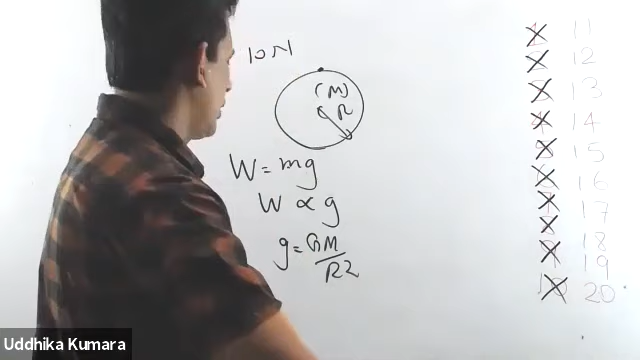 10N
(M)
R
W = mg
W ∝ g
g = GM/R2
11
12
13
14
15
16
17
18
19
20
Uddhika Kumara